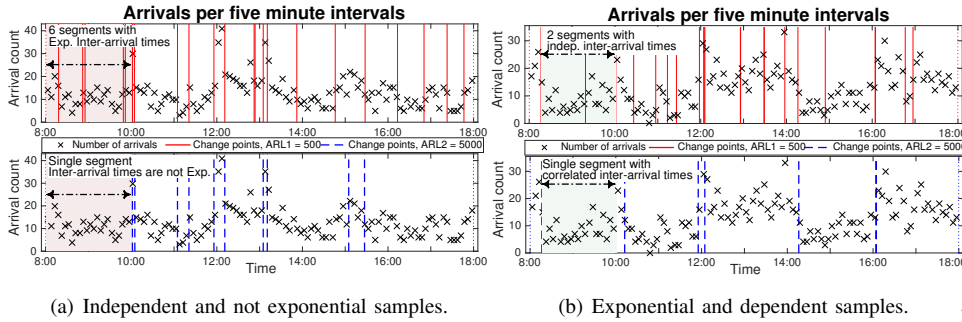 Arrivals per five minute intervals
40
30
20
10
0
Arrival count
6 segments with
Exp. Inter-arrival times
8:00 10:00 12:00 14:00 16:00 18:00
× Number of arrivals Change points, ARL1 = 500 Change points, ARL2 = 5000
40
30
20
10
0
Arrival count
Single segment
Inter-arrival times are not Exp.
8:00 10:00 12:00 14:00 16:00 18:00
Time
(a) Independent and not exponential samples.
Arrivals per five minute intervals
30
20
10
0
Arrival count
2 segments with
indep. inter-arrival times
8:00 10:00 12:00 14:00 16:00 18:00
× Number of arrivals Change points, ARL1 = 500 Change points, ARL2 = 5000
30
20
10
0
Arrival count
Single segment with
correlated inter-arrival times
8:00 10:00 12:00 14:00 16:00 18:00
Time
(b) Exponential and dependent samples.